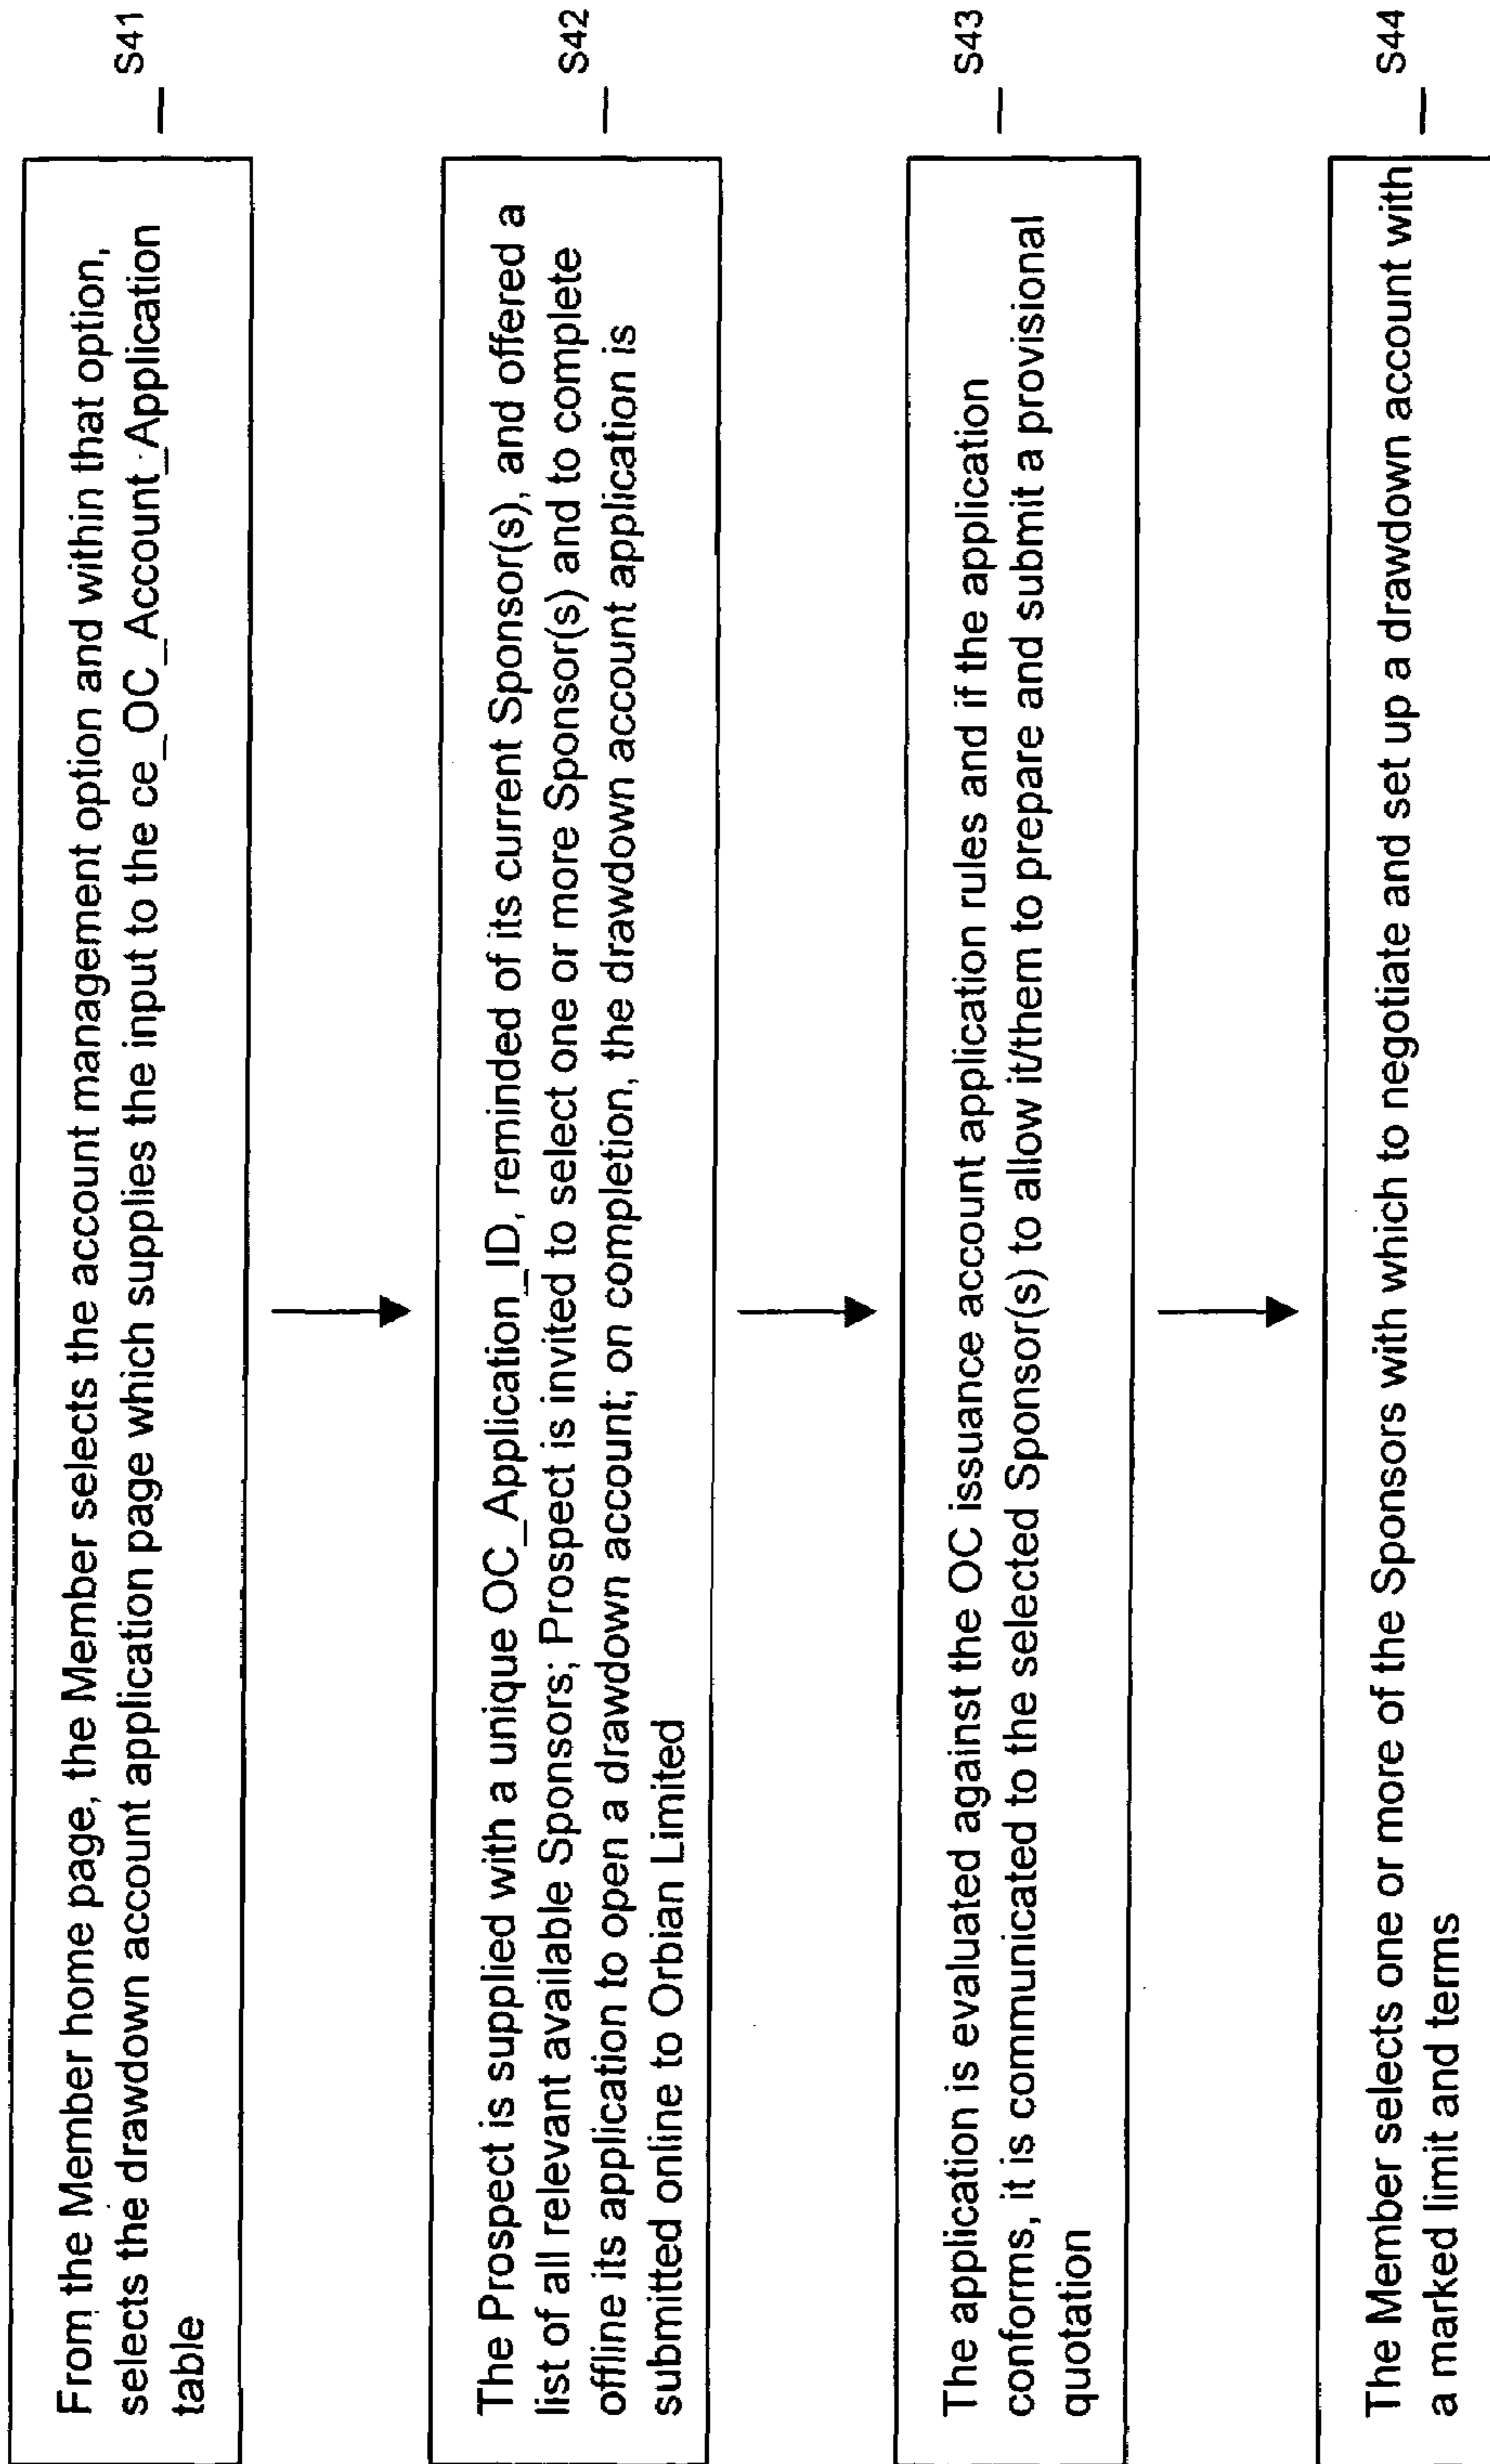 From the Member home page, the Member selects the account management option and within that option,
selects the drawdown account application page which supplies the input to the ce_OC_Account_Application
table
S41
The Prospect is supplied with a unique OC_Application_ID, reminded of its current Sponsor(s), and offered a
list of all relevant available Sponsors; Prospect is invited to select one or more Sponsor(s) and to complete
offline its application to open a drawdown account; on completion, the drawdown account application is
submitted online to Orbian Limited
S42
The application is evaluated against the OC issuance account application rules and if the application
conforms, it is communicated to the selected Sponsor(s) to allow it/them to prepare and submit a provisional
quotation
S43
The Member selects one or more of the Sponsors with which to negotiate and set up a drawdown account with
a marked limit and terms
S44